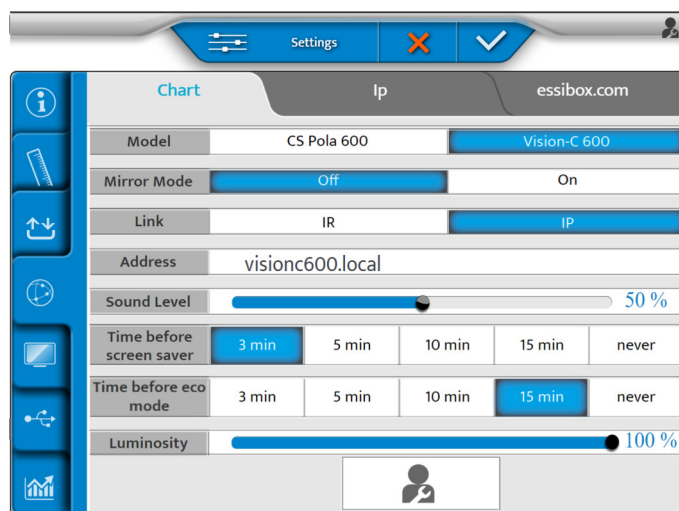 Settings
Chart Ip essibox.com
Model CS Pola 600 Vision-C 600
Mirror Mode Off On
Link IR IP
Address visionc600.local
Sound Level 50 %
Time before
screen saver 3 min 5 min 10 min 15 min never
Time before eco
mode 3 min 5 min 10 min 15 min never
Luminosity 100 %